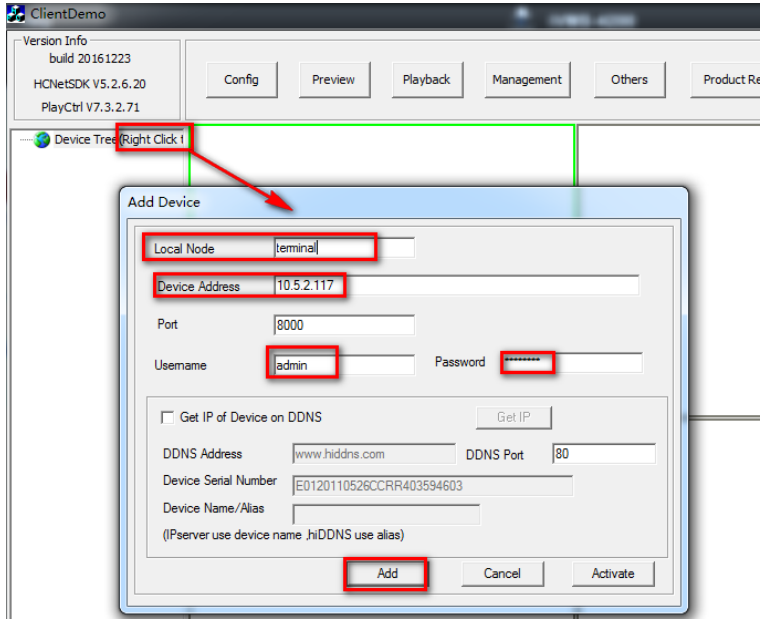 ClientDemo
Version Info
build 20161223
HCNetSDK V5.2.6.20
PlayCtrl V7.3.2.71
Config
Preview
Playback
Management
Others
Product Re
Device Tree(Right Click t
Add Device
Local Node
terminal
Device Address
10.5.2.117
Port
8000
Username
admin
Password
********
Get IP of Device on DDNS
Get IP
DDNS Address
www.hiddns.com
DDNS Port
80
Device Serial Number
E0120110526CCRR403594603
Device Name/Alias
(IPserver use device name ,hiDDNS use alias)
Add
Cancel
Activate